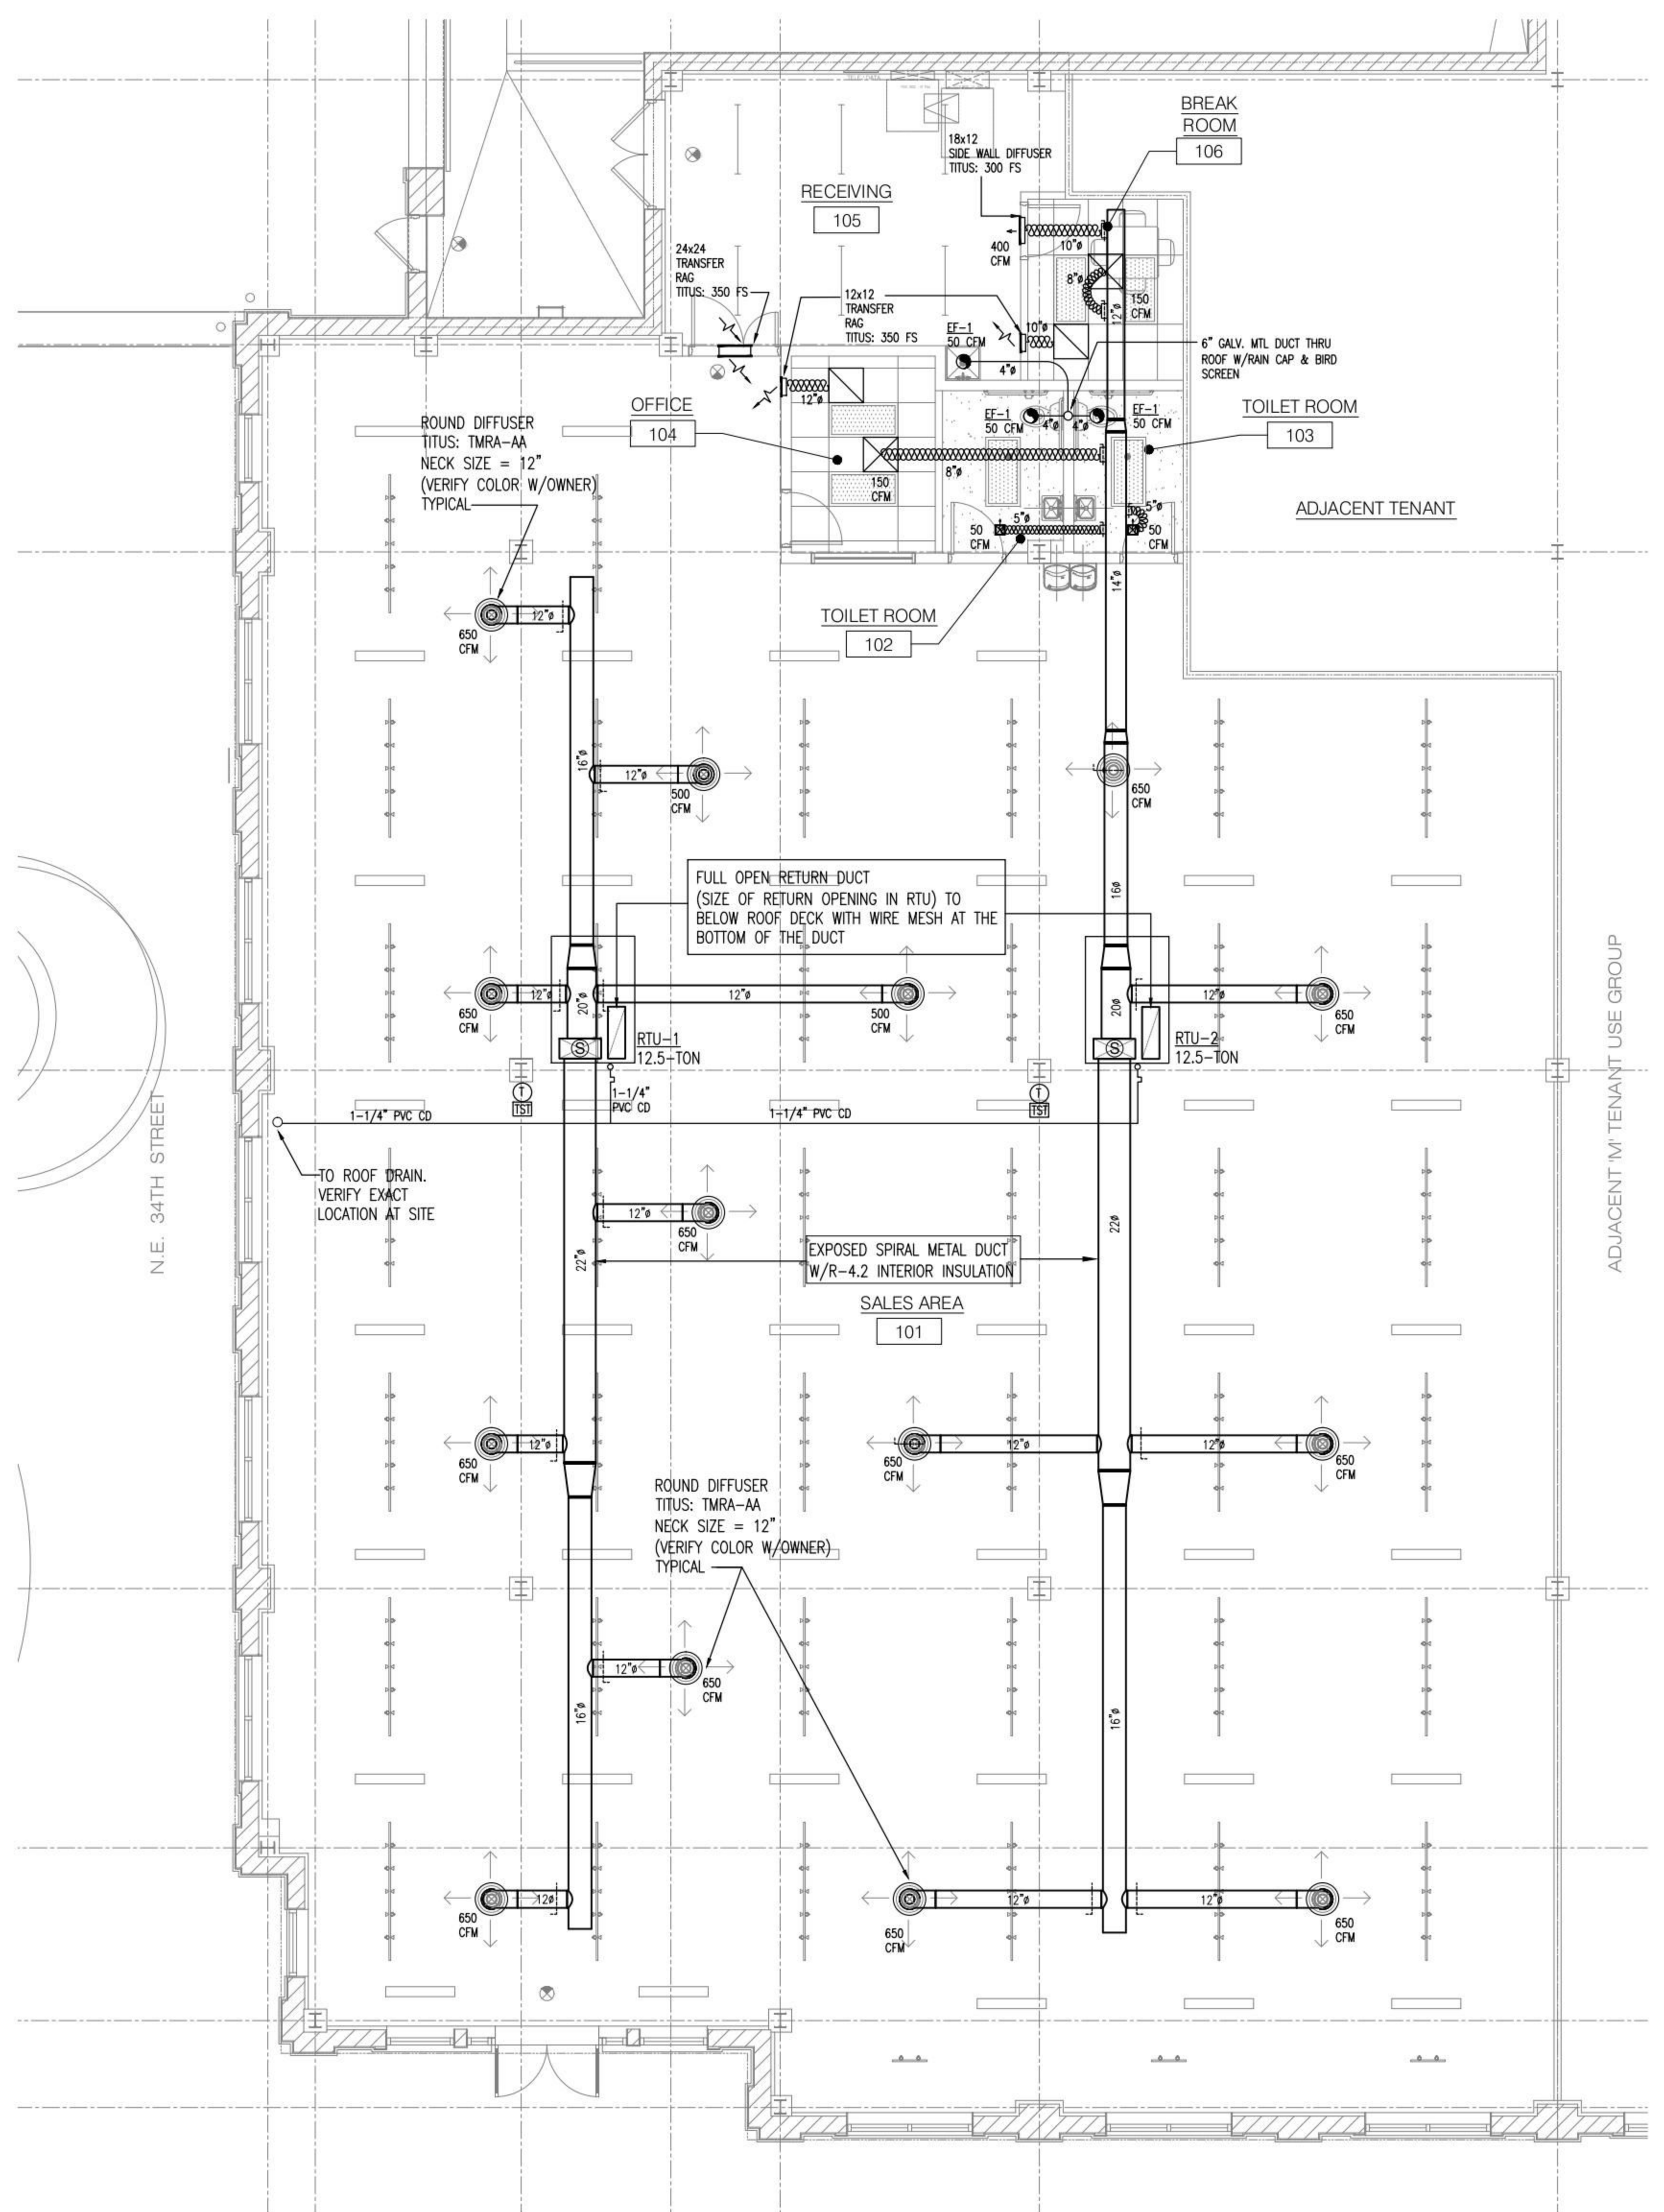 BREAK
ROOM
106
18x12
SIDE WALL DIFFUSER
TITUS: 300 FS
RECEIVING
105
400
CFM
10"ø
24x24
TRANSFER
RAG
TITUS: 350 FS
8"ø
12x12
TRANSFER
RAG
TITUS: 350 FS
150
CFM
12"ø
10"ø
EF-1
50 CFM
6" GALV. MTL DUCT THRU
ROOF W/RAIN CAP & BIRD
SCREEN
4"ø
12"ø
OFFICE
104
ROUND DIFFUSER
TITUS: TMRA-AA
NECK SIZE = 12"
(VERIFY COLOR W/OWNER)
TYPICAL
EF-1
50 CFM
4"ø
4"ø
EF-1
50 CFM
TOILET ROOM
103
8"ø
150
CFM
ADJACENT TENANT
5"ø
5"ø
50
CFM
50
CFM
14"ø
TOILET ROOM
102
12"ø
650
CFM
16"ø
12"ø
500
CFM
650
CFM
FULL OPEN RETURN DUCT
(SIZE OF RETURN OPENING IN RTU) TO
BELOW ROOF DECK WITH WIRE MESH AT THE
BOTTOM OF THE DUCT
16ø
12"ø
650
CFM
20"ø
12"ø
500
CFM
20ø
12"ø
650
CFM
S
RTU-1
12.5-TON
S
RTU-2
12.5-TON
T
TST
1-1/4"
PVC CD
T
TST
1-1/4" PVC CD
1-1/4" PVC CD
TO ROOF DRAIN.
VERIFY EXACT
LOCATION AT SITE
N.E. 34TH STREET
ADJACENT 'M' TENANT USE GROUP
12"ø
650
CFM
22"ø
22ø
EXPOSED SPIRAL METAL DUCT
W/R-4.2 INTERIOR INSULATION
SALES AREA
101
12"ø
650
CFM
12"ø
650
CFM
12"ø
650
CFM
ROUND DIFFUSER
TITUS: TMRA-AA
NECK SIZE = 12"
(VERIFY COLOR W/OWNER)
TYPICAL
12"ø
650
CFM
16"ø
16"ø
12ø
650
CFM
12"ø
650
CFM
12"ø
650
CFM